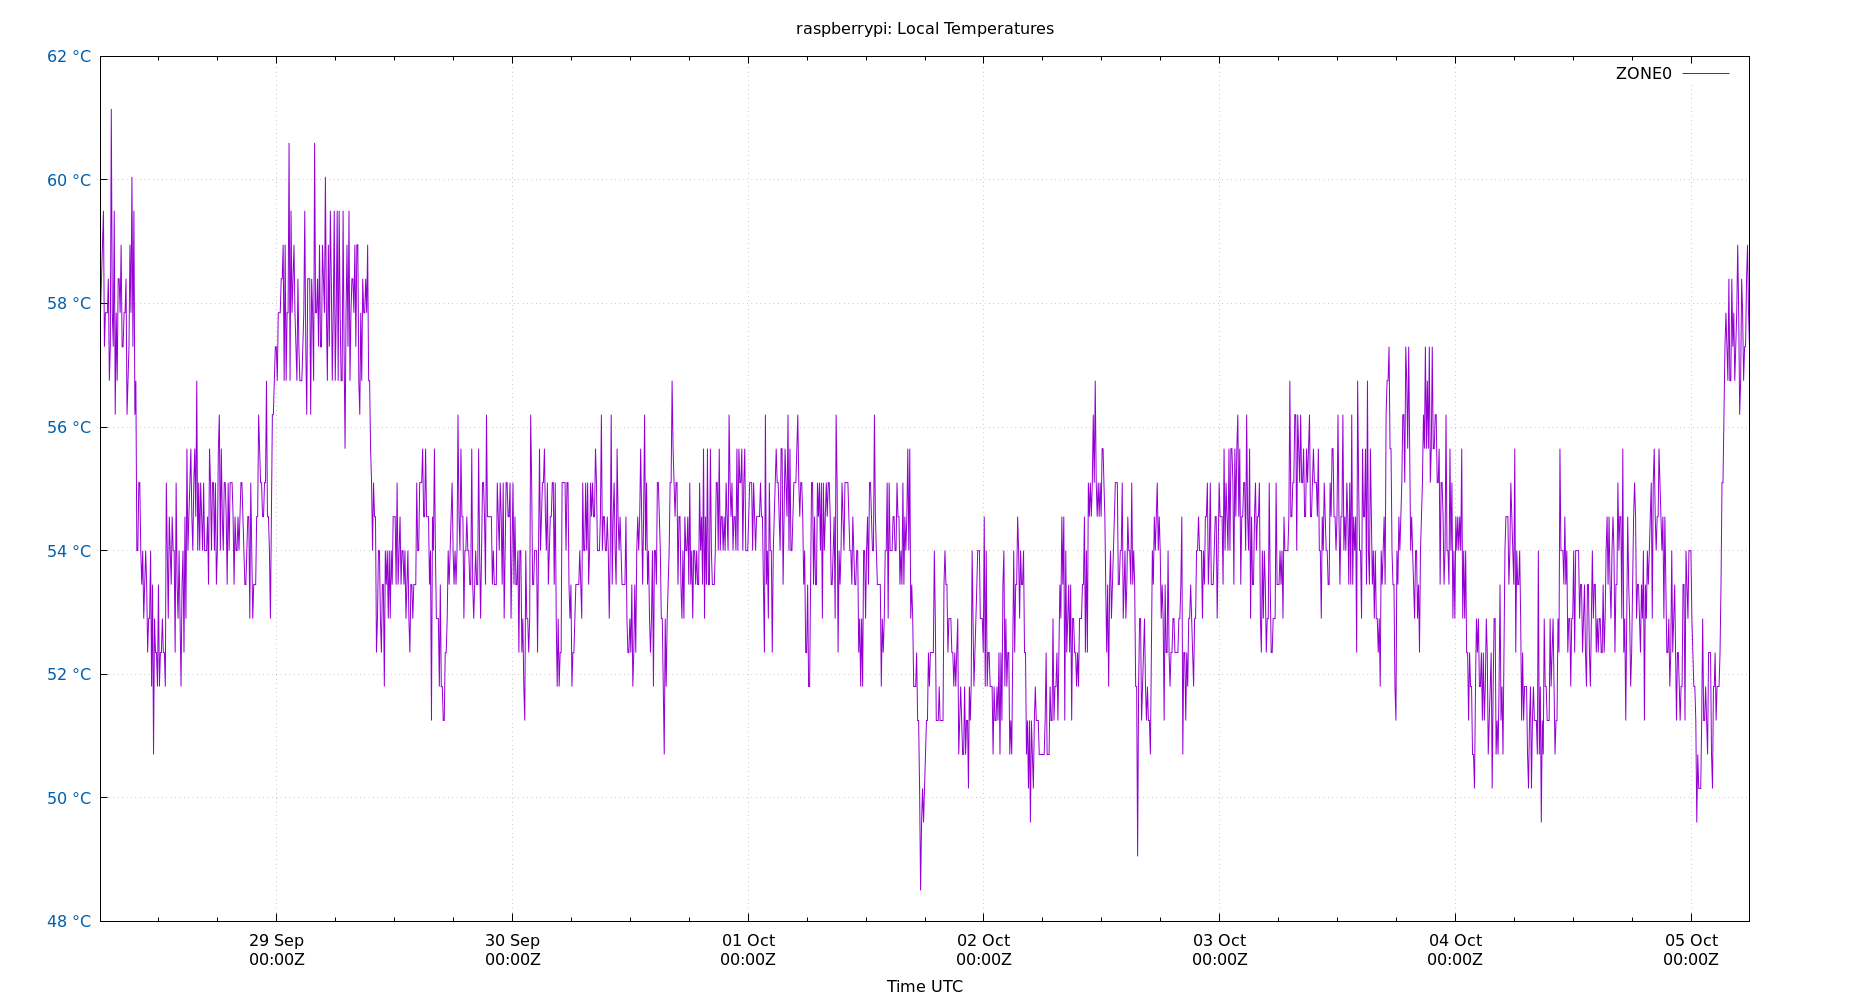 raspberrypi: Local Temperatures
62 °C
ZONE0
60 °C
58 °C
56 °C
54 °C
52 °C
50 °C
48 °C
29 Sep 30 Sep 01 Oct 02 Oct 03 Oct 04 Oct 05 Oct
00:00Z 00:00Z 00:00Z 00:00Z 00:00Z 00:00Z 00:00Z
Time UTC